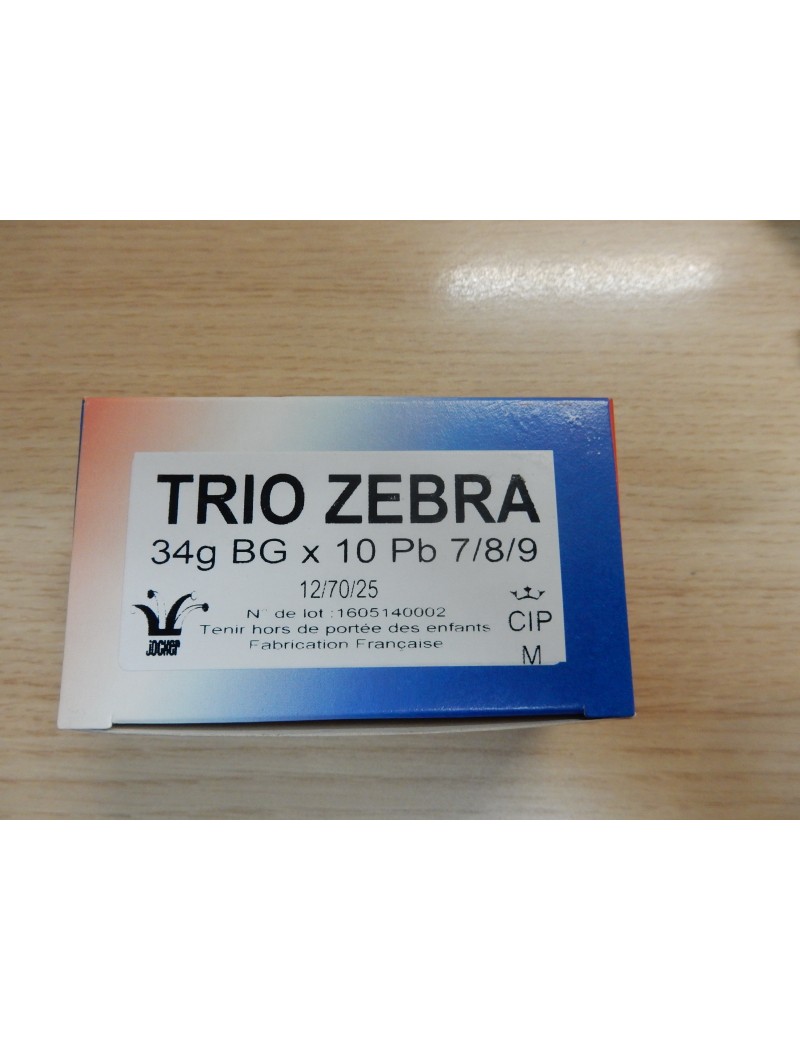 TRIO ZEBRA
34g BG x 10 Pb 7/8/9
12/70/25
N° de lot :1605140002
Tenir hors de portée des enfants
Fabrication Française
JOCKER
CIP
M